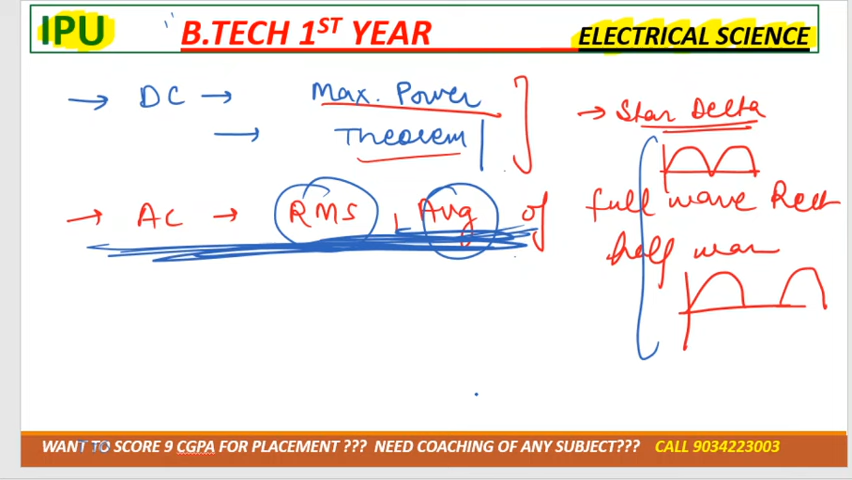 IPU
B.TECH 1ST YEAR
ELECTRICAL SCIENCE
→ DC → Max. Power
→ Theorem
→ Star Delta
→ AC → RMS, Avg of
full wave Rect
half wave
WANT TO SCORE 9 CGPA FOR PLACEMENT ??? NEED COACHING OF ANY SUBJECT??? CALL 9034223003